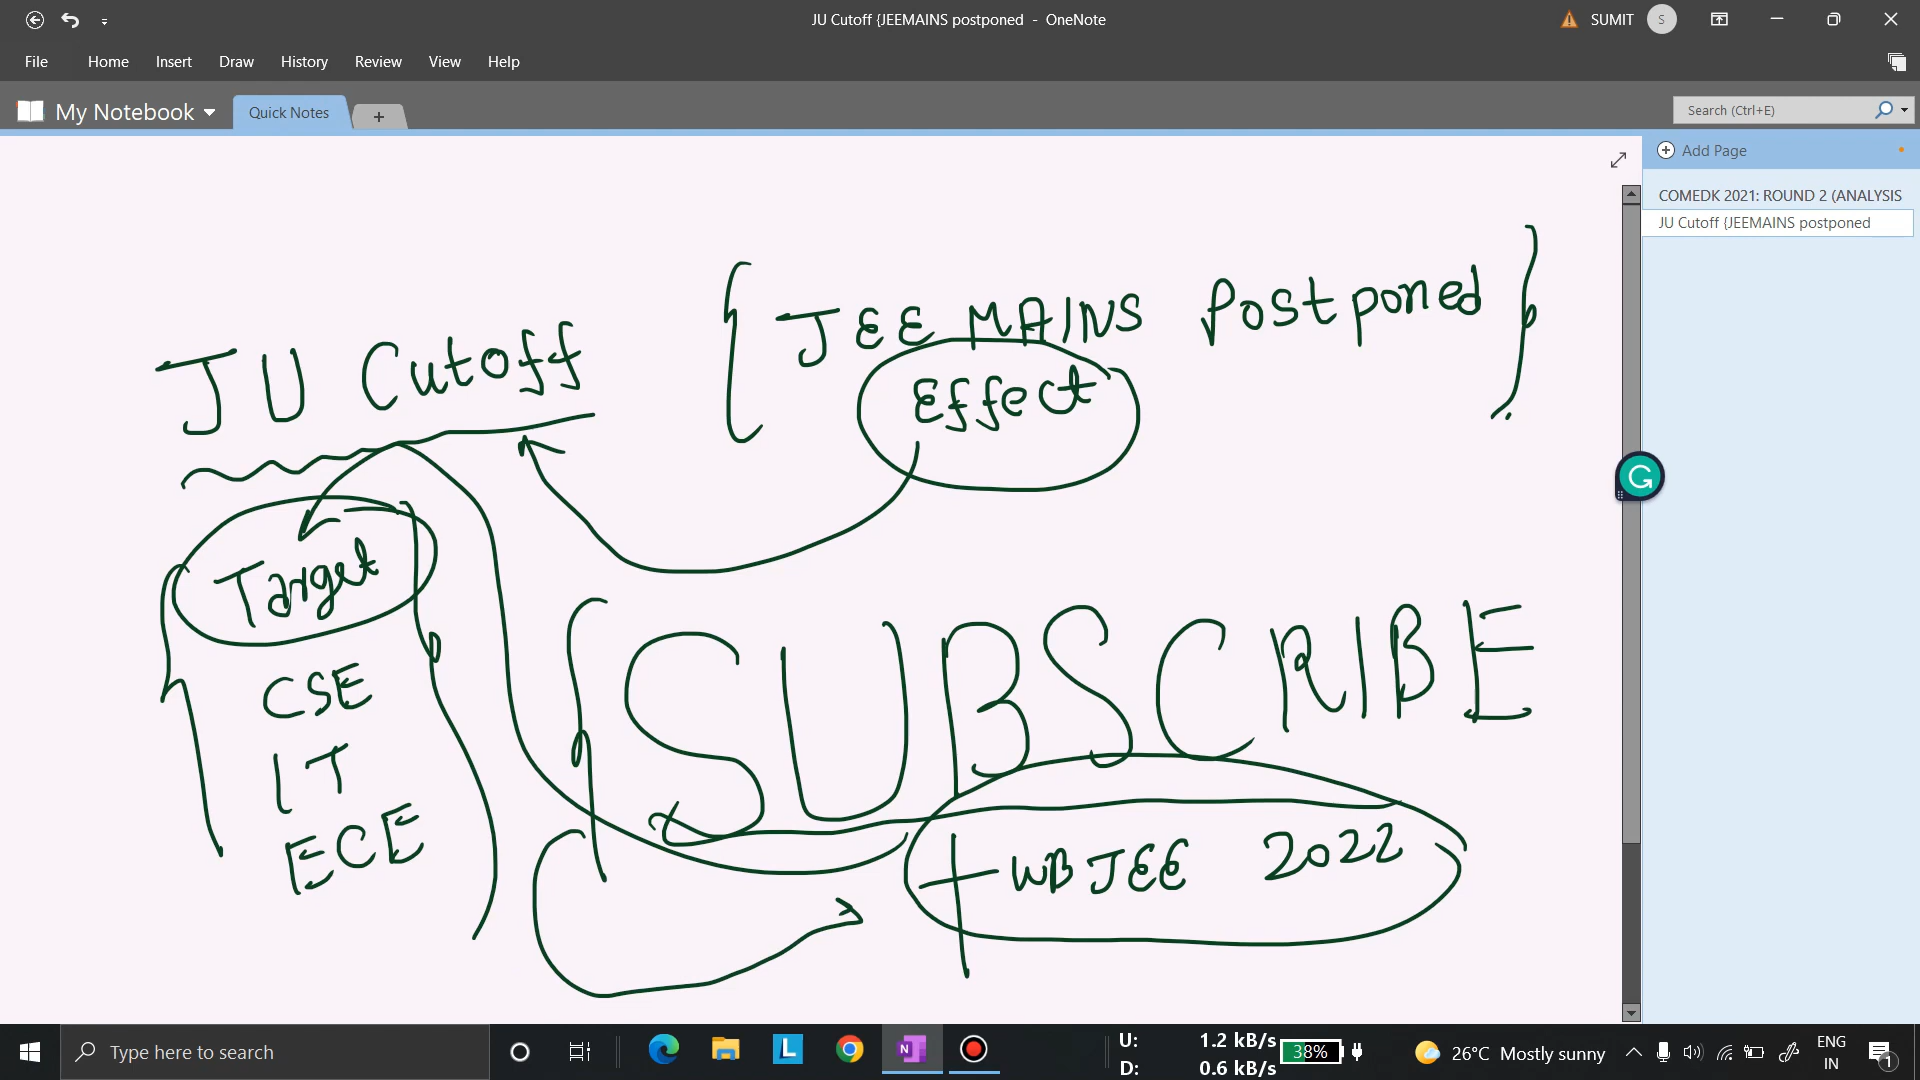 JU Cutoff {JEEMAINS postponed - OneNote
SUMIT
S
File Home Insert Draw History Review View Help
My Notebook
Quick Notes
+
Search (Ctrl+E)
Add Page
COMEDK 2021: ROUND 2 (ANALYSIS
JU Cutoff {JEEMAINS postponed
JU Cutoff
{ JEE MAINS Postponed }
Effect
Target
CSE
IT
ECE
SUBSCRIBE
+ WBJEE 2022
Type here to search
L
N
U: 1.2 kB/s
D: 0.6 kB/s
38%
26°C Mostly sunny
ENG
IN
1